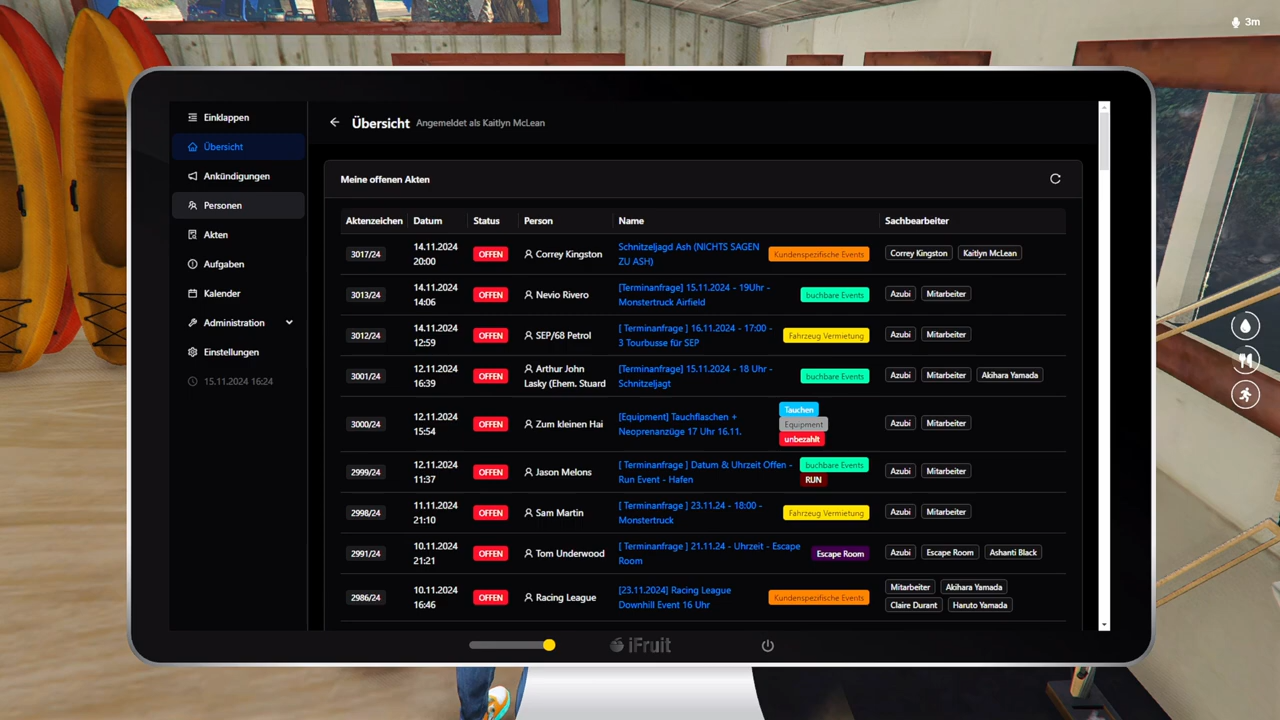 3m
Einklappen
Übersicht
Ankündigungen
Personen
Akten
Aufgaben
Kalender
Administration
Einstellungen
15.11.2024 16:24
Übersicht Angemeldet als Kaitlyn McLean
Meine offenen Akten
Aktenzeichen Datum Status Person Name Sachbearbeiter
3017/24 14.11.2024 20:00 OFFEN Correy Kingston Schnitzeljagd Ash (NICHTS SAGEN
ZU ASH) Kundenspezifische Events Correy Kingston Kaitlyn McLean
3013/24 14.11.2024 14:06 OFFEN Nevio Rivero [Terminanfrage] 15.11.2024 - 19Uhr -
Monstertruck Airfield buchbare Events Azubi Mitarbeiter
3012/24 14.11.2024 12:59 OFFEN SEP/68 Petrol [ Terminanfrage ] 16.11.2024 - 17:00 -
3 Tourbusse für SEP Fahrzeug Vermietung Azubi Mitarbeiter
3001/24 12.11.2024 16:39 OFFEN Arthur John
Lasky (Ehem. Stuard [Terminanfrage] 15.11.2024 - 18 Uhr -
Schnitzeljagt buchbare Events Azubi Mitarbeiter Akihara Yamada
3000/24 12.11.2024 15:54 OFFEN Zum kleinen Hai [Equipment] Tauchflaschen +
Neoprenanzüge 17 Uhr 16.11. Tauchen
Equipment
unbezahlt Azubi Mitarbeiter
2999/24 12.11.2024 11:37 OFFEN Jason Melons [ Terminanfrage ] Datum & Uhrzeit Offen -
Run Event - Hafen buchbare Events
RUN Azubi Mitarbeiter
2998/24 11.11.2024 21:10 OFFEN Sam Martin [ Terminanfrage ] 23.11.24 - 18:00 -
Monstertruck Fahrzeug Vermietung Azubi Mitarbeiter
2991/24 10.11.2024 21:21 OFFEN Tom Underwood [ Terminanfrage ] 21.11.24 - Uhrzeit - Escape
Room Escape Room Azubi Escape Room Ashanti Black
2986/24 10.11.2024 16:46 OFFEN Racing League [23.11.2024] Racing League
Downhill Event 16 Uhr Kundenspezifische Events Mitarbeiter Akihara Yamada
Claire Durant Haruto Yamada
iFruit